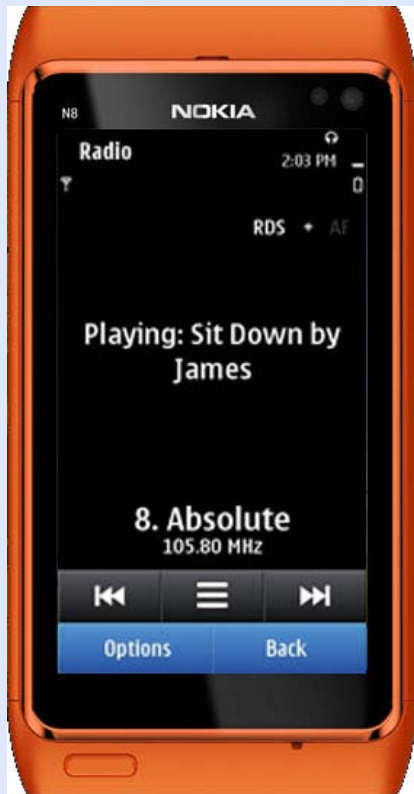 N8
NOKIA
Radio
2:03 PM
RDS
AF
Playing: Sit Down by
James
8. Absolute
105.80 MHz
Options
Back